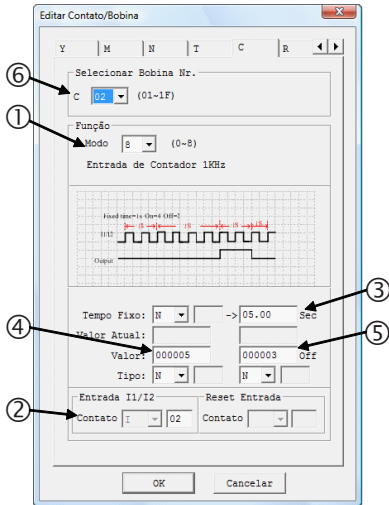 Editar Contato/Bobina
Y M N T C R
Selecionar Bobina Nr.
⑥ C 02 (01~1F)
Função
① Modo 8 (0~8)
Entrada de Contador 1KHz
Fixed time=1s On=4 Off=2
1S 1S 1S 1S
I1/I2
Output
③
Tempo Fixo: N -> 05.00 Sec
④ Valor Atual: ⑤
Valor: 000005 000003 Off
Tipo: N N
Entrada I1/I2 Reset Entrada
② Contato I 02 Contato
OK Cancelar